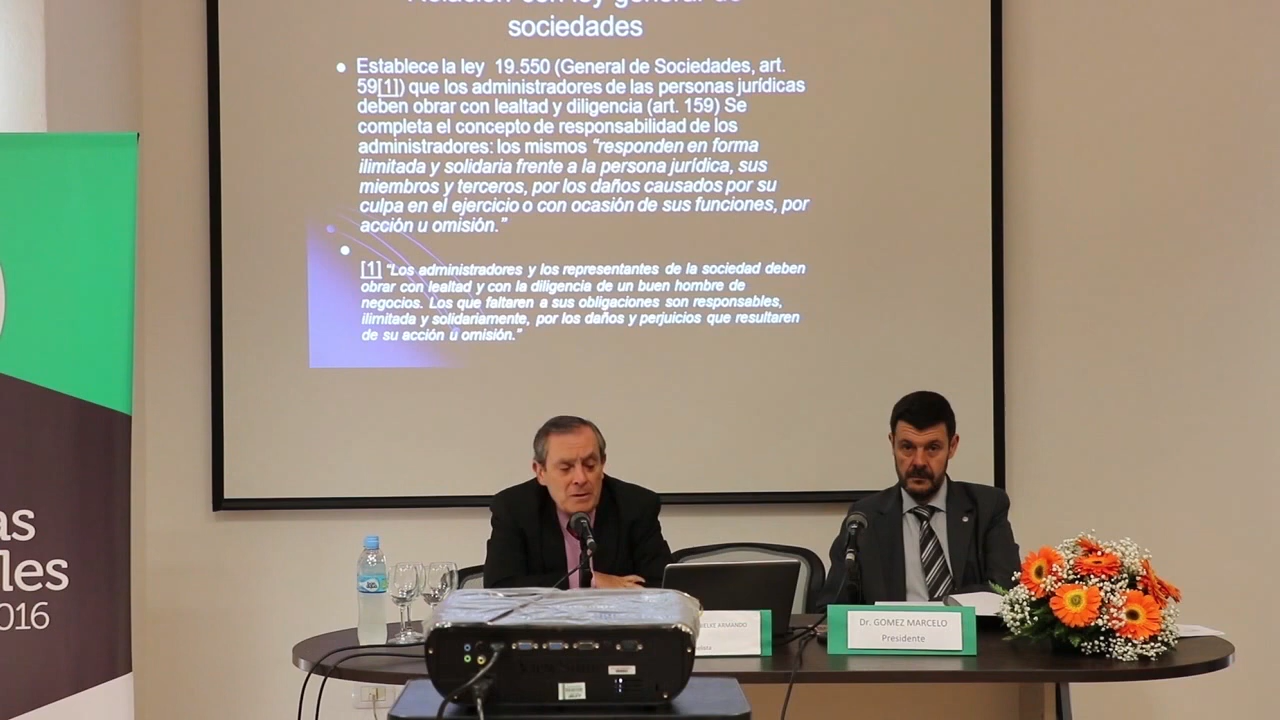 Relación con ley general de
sociedades
Establece la ley 19.550 (General de Sociedades, art.
59[1]) que los administradores de las personas jurídicas
deben obrar con lealtad y diligencia (art. 159) Se
completa el concepto de responsabilidad de los
administradores: los mismos “responden en forma
ilimitada y solidaria frente a la persona jurídica, sus
miembros y terceros, por los daños causados por su
culpa en el ejercicio o con ocasión de sus funciones, por
acción u omisión.”
[1] “Los administradores y los representantes de la sociedad deben
obrar con lealtad y con la diligencia de un buen hombre de
negocios. Los que faltaren a sus obligaciones son responsables,
ilimitada y solidariamente, por los daños y perjuicios que resultaren
de su acción u omisión.”
as
les
2016
ARMANDO
Dr. GOMEZ MARCELO
Presidente